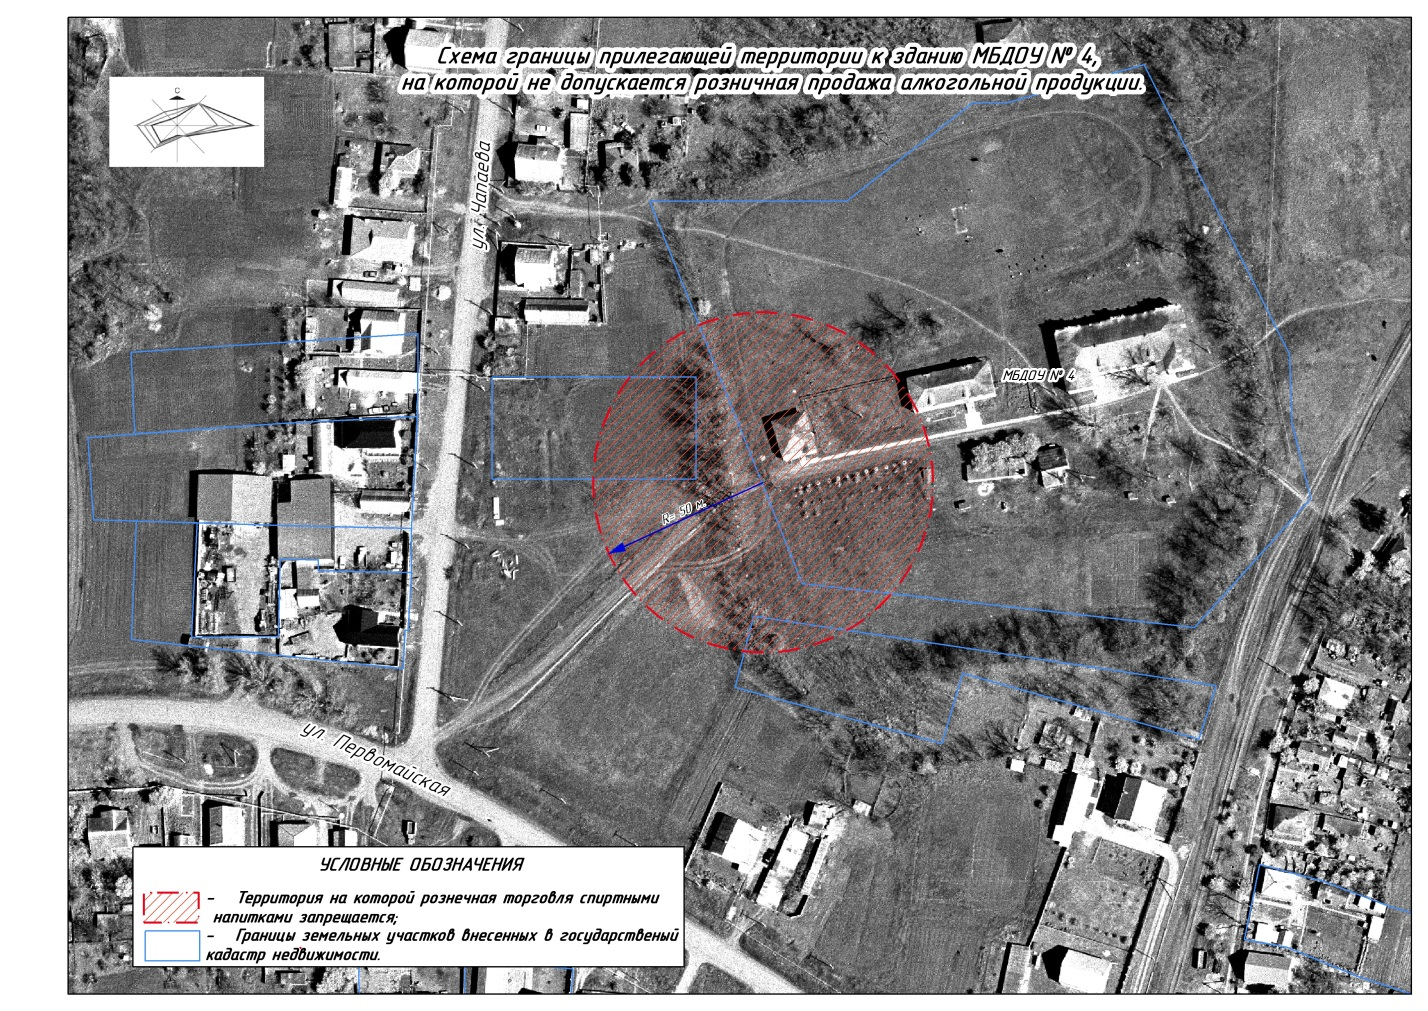 Схема границы прилегающей территории к зданию МБДОУ № 4,
на которой не допускается розничная продажа алкогольной продукции.
С
ул. Чапаева
МБДОУ № 4
R= 50 м.
ул. Первомайская
УСЛОВНЫЕ ОБОЗНАЧЕНИЯ
- Территория на которой рознечная торговля спиртными
напитками запрещается;
- Границы земельных участков внесенных в государственый
кадастр недвижимости.